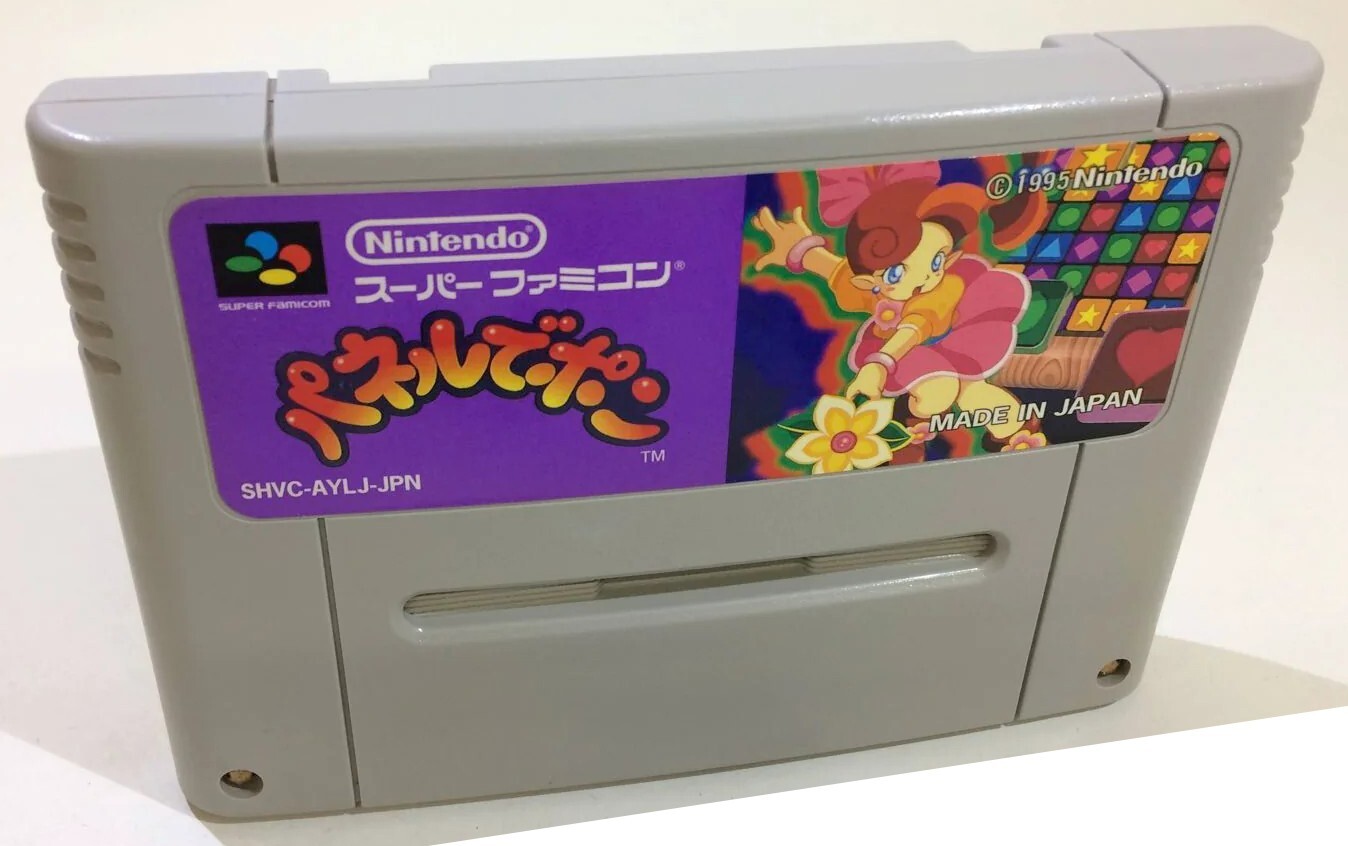 SUPER FAMICOM
Nintendo®
スーパーファミコン®
パネルでポン
TM
SHVC-AYLJ-JPN
©1995 Nintendo
MADE IN JAPAN